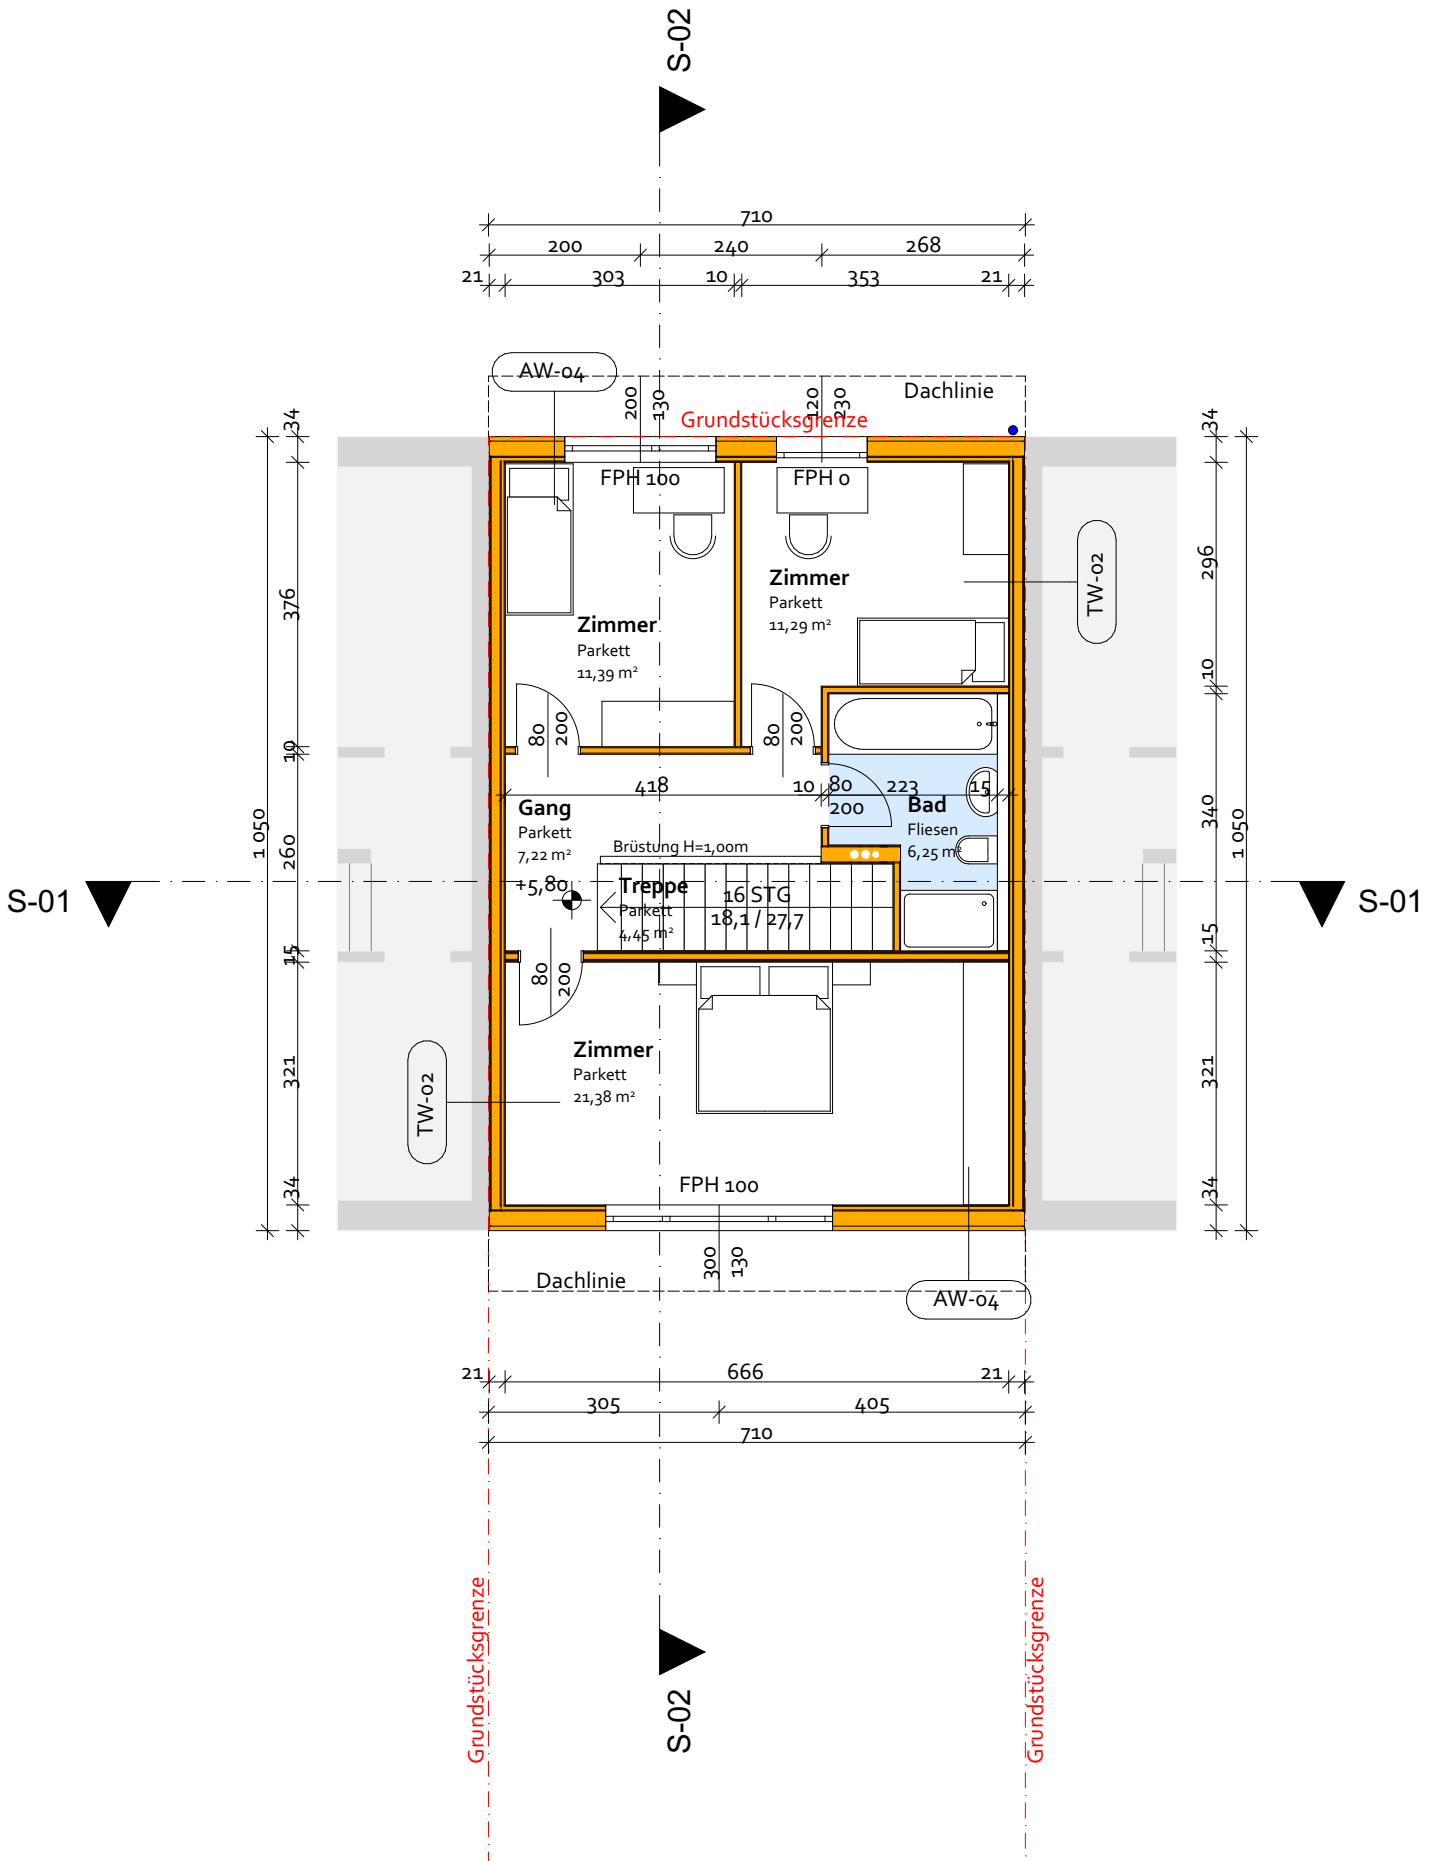 S-02
710
200 240 268
21 303 10 353 21
AW-04
Dachlinie
200
130
120
230
Grundstücksgrenze
34
376
10
260
15
321
34
1 050
34
296
10
340
15
321
34
1 050
FPH 100
FPH 0
TW-02
Zimmer
Parkett
11,29 m²
Zimmer
Parkett
11,39 m²
80
200
80
200
418 10 223 15
80
200
Gang
Parkett
7,22 m²
+5,80
Bad
Fliesen
6,25 m²
Brüstung H=1,00m
Treppe
Parkett
4,45 m²
16 STG
18,1 / 27,7
S-01
S-01
80
200
Zimmer
Parkett
21,38 m²
TW-02
FPH 100
300
130
Dachlinie
AW-04
21 666 21
305 405
710
Grundstücksgrenze
Grundstücksgrenze
S-02